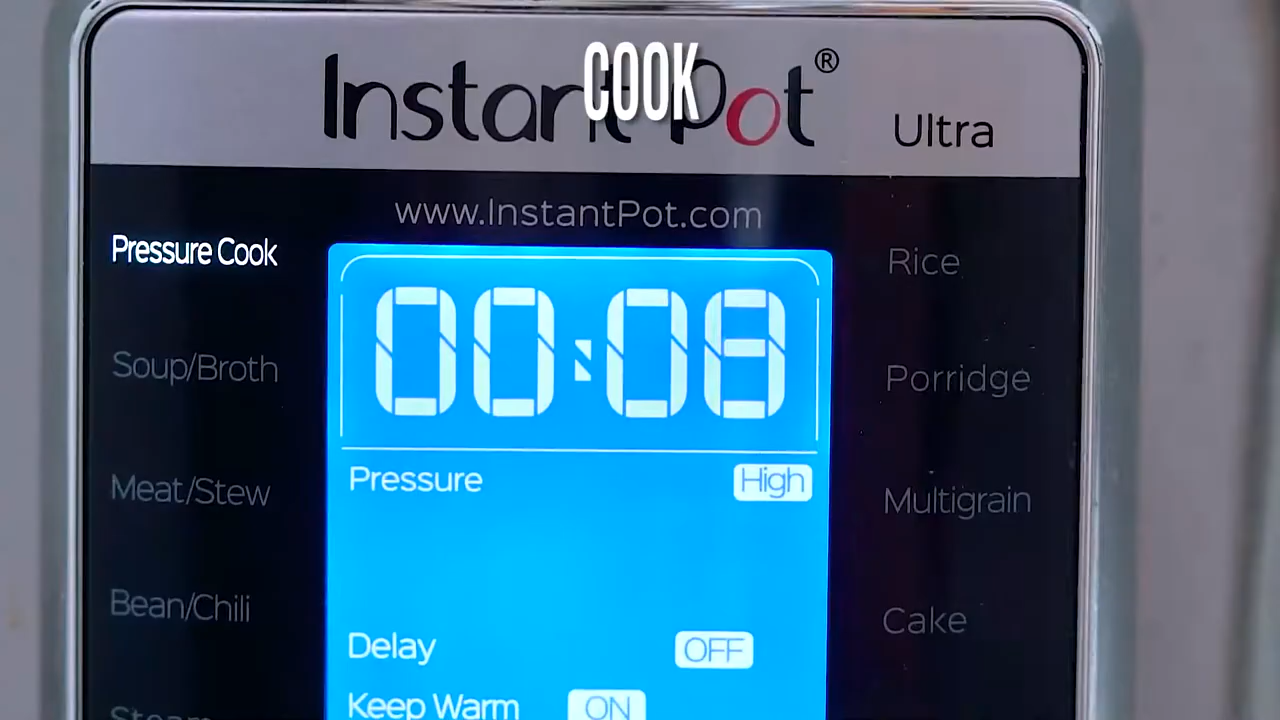 COOK
Instant Pot®
Ultra
www.InstantPot.com
Pressure Cook
Soup/Broth
Meat/Stew
Bean/Chili
Steam
00:08
Pressure High
Delay OFF
Keep Warm ON
Rice
Porridge
Multigrain
Cake